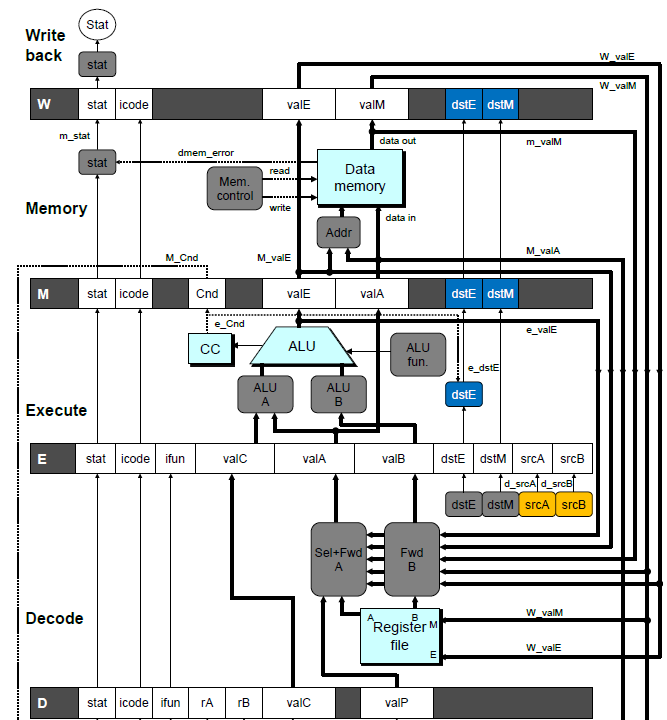 Write
back
Stat
stat
W_valE
W_valM
W
stat
icode
valE
valM
dstE
dstM
m_stat
data out
m_valM
stat
dmem_error
Mem.
control
read
write
Data
memory
Memory
data in
Addr
M_Cnd
M_valE
M_valA
M
stat
icode
Cnd
valE
valA
dstE
dstM
e_Cnd
e_valE
CC
ALU
ALU
fun.
e_dstE
ALU
A
ALU
B
dstE
Execute
E
stat
icode
ifun
valC
valA
valB
dstE
dstM
srcA
srcB
d_srcA
d_srcB
dstE
dstM
srcA
srcB
Sel+Fwd
A
Fwd
B
Decode
A
B
M
Register
file
E
W_valM
W_valE
D
stat
icode
ifun
rA
rB
valC
valP